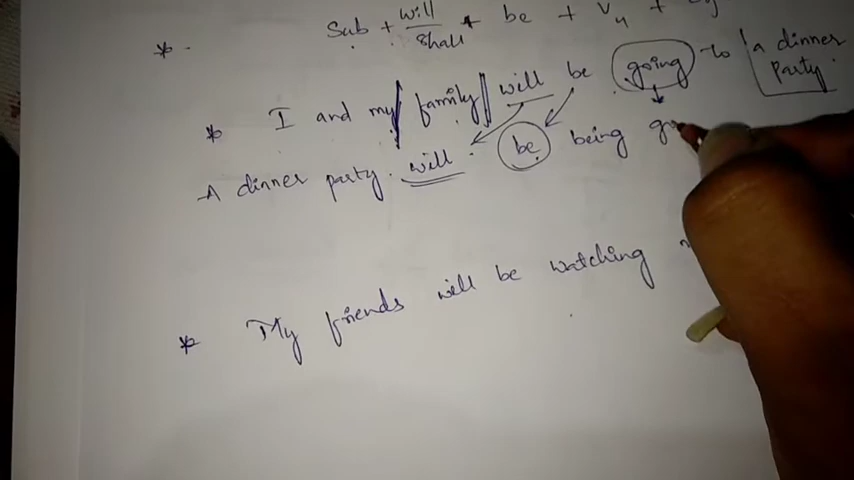 * Sub + will/shall + be + V4 +
* I and my family will be going to a dinner party.
A dinner party will be being
* My friends will be watching